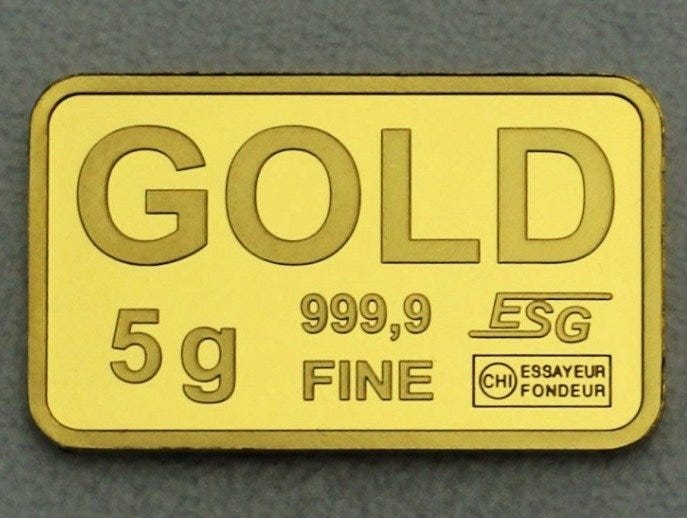 GOLD
5g
999,9
FINE
ESG
CHI ESSAYEUR
FONDEUR